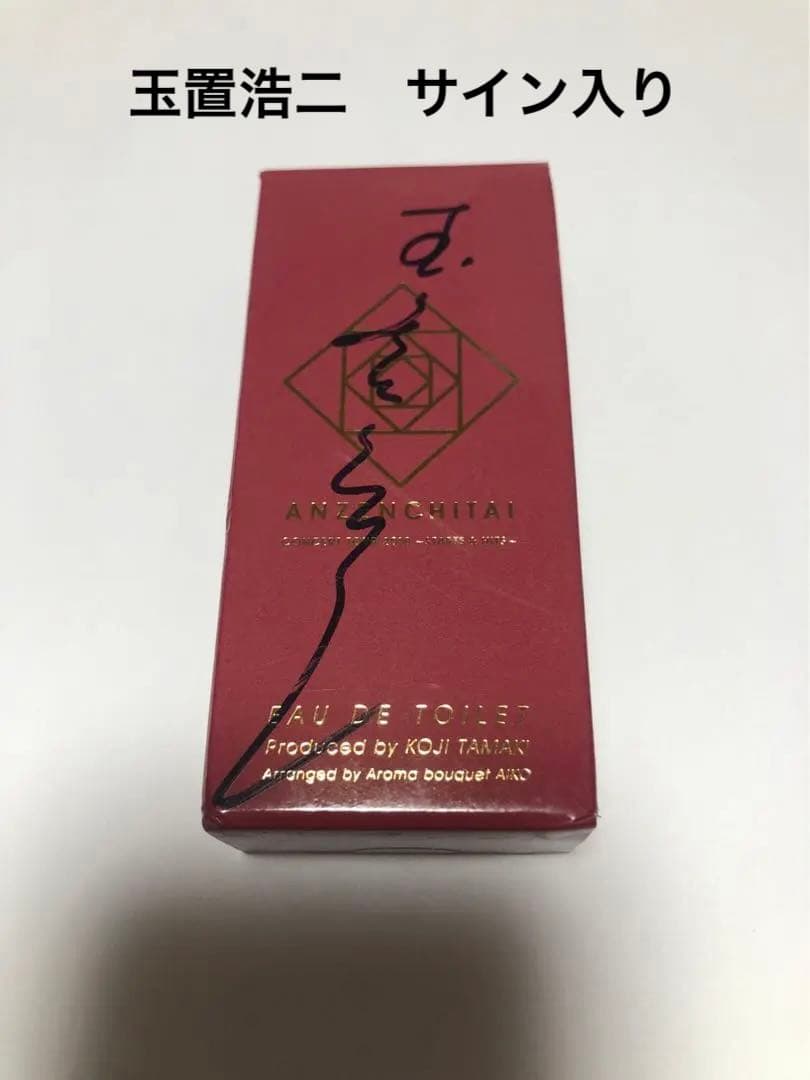 玉置浩二　サイン入り
ANZENCHITAI
EAU DE TOILET
Produced by KOJI TAMAKI
Arranged by Aroma bouquet AIKO